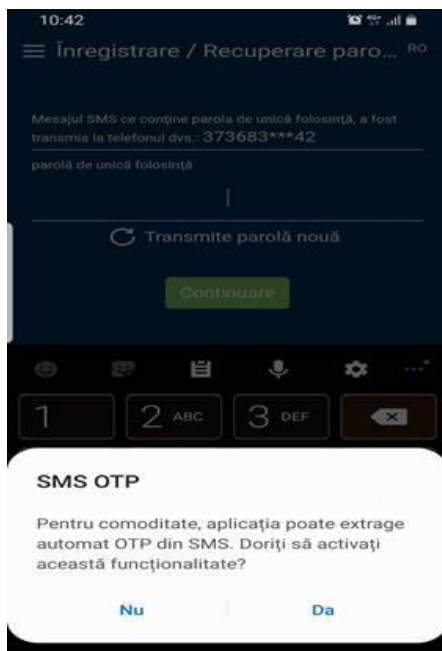 10:42
Înregistrare / Recuperare paro... RO
Mesajul SMS ce conține parola de unică folosință, a fost
transmis la telefonul dvs.: 373683***42
parolă de unică folosință
Transmite parolă nouă
Continuare
1 2 ABC 3 DEF
SMS OTP
Pentru comoditate, aplicația poate extrage
automat OTP din SMS. Doriți să activați
această funcționalitate?
Nu Da